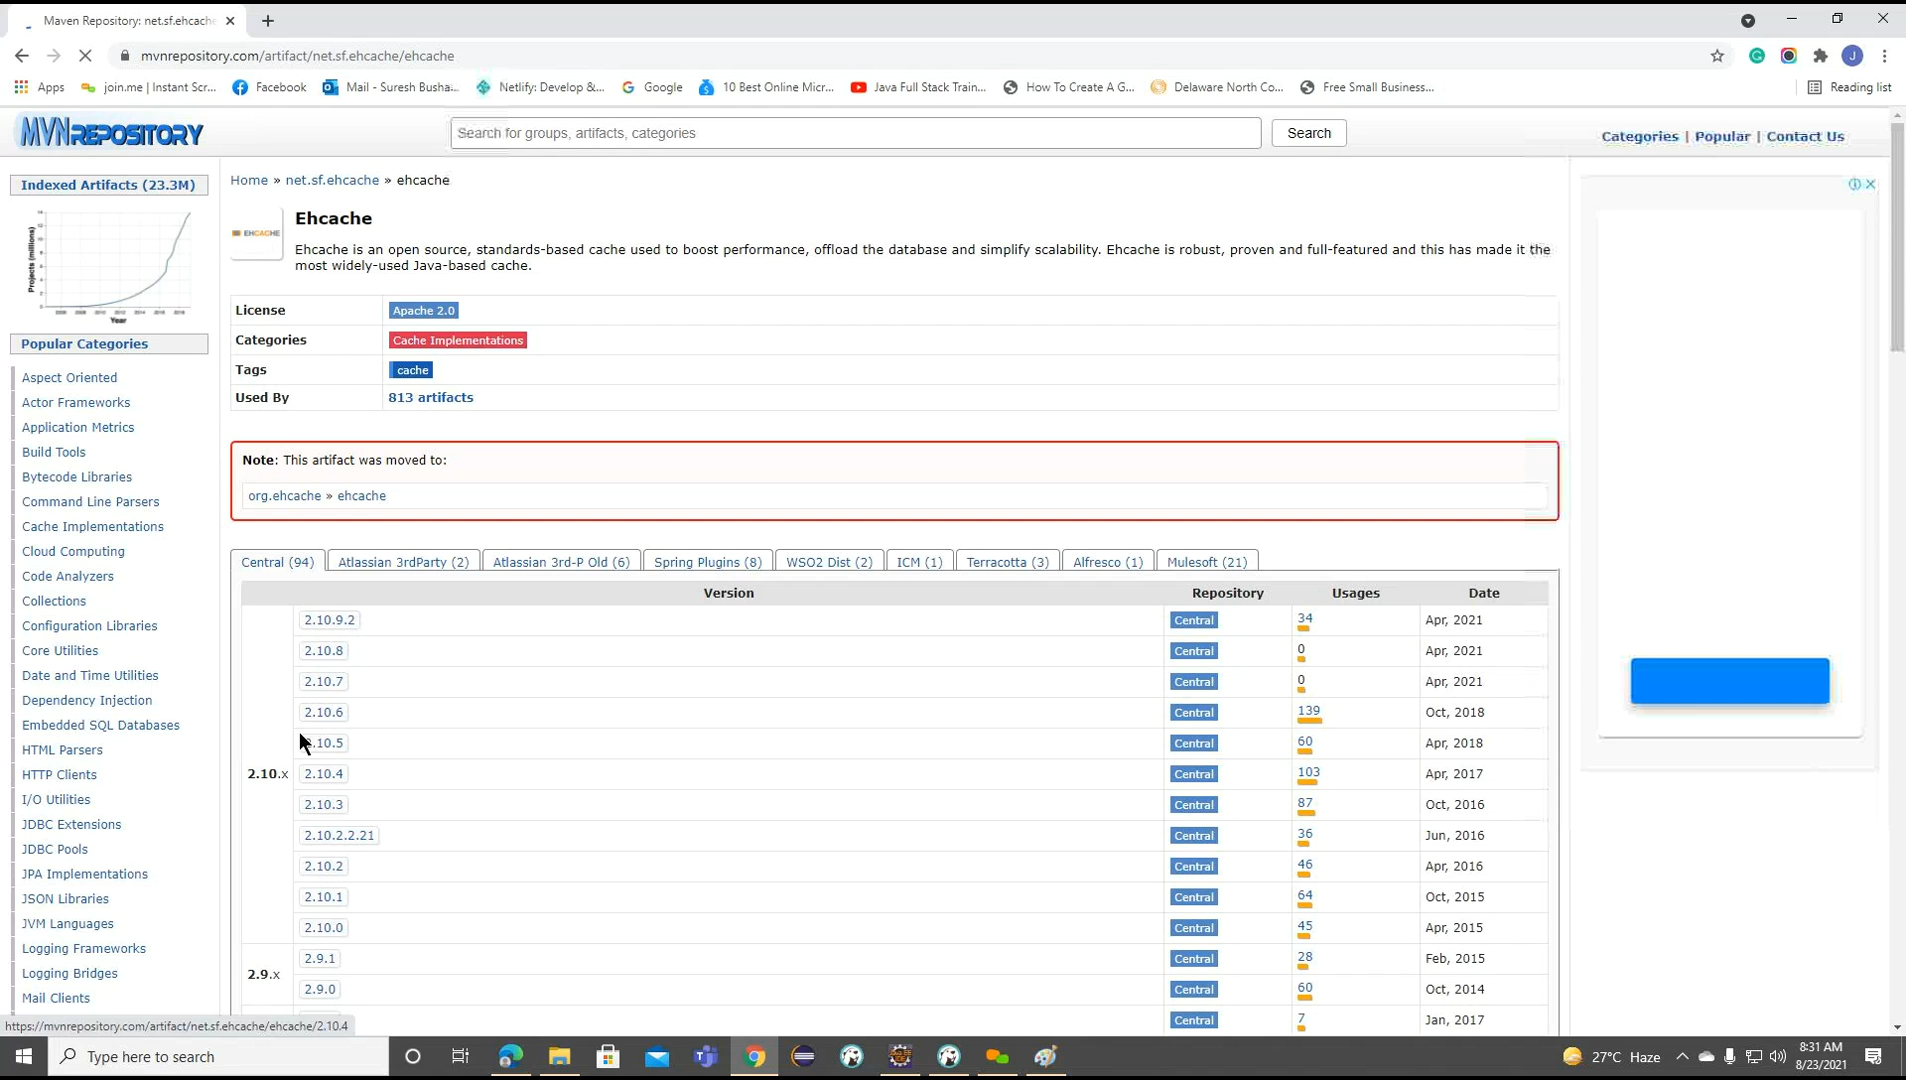 Maven Repository: net.sf.ehcache
mvnrepository.com/artifact/net.sf.ehcache/ehcache
J
Apps
join.me | Instant Scr...
Facebook
Mail - Suresh Busha...
Netlify: Develop &...
Google
10 Best Online Micr...
Java Full Stack Train...
How To Create A G...
Delaware North Co...
Free Small Business...
Reading list
MVNREPOSITORY
Search for groups, artifacts, categories
Search
Categories | Popular | Contact Us
Indexed Artifacts (23.3M)
Projects (millions)
Year
Popular Categories
Aspect Oriented
Actor Frameworks
Application Metrics
Build Tools
Bytecode Libraries
Command Line Parsers
Cache Implementations
Cloud Computing
Code Analyzers
Collections
Configuration Libraries
Core Utilities
Date and Time Utilities
Dependency Injection
Embedded SQL Databases
HTML Parsers
HTTP Clients
I/O Utilities
JDBC Extensions
JDBC Pools
JPA Implementations
JSON Libraries
JVM Languages
Logging Frameworks
Logging Bridges
Mail Clients
Home » net.sf.ehcache » ehcache
EHCACHE
Ehcache
Ehcache is an open source, standards-based cache used to boost performance, offload the database and simplify scalability. Ehcache is robust, proven and full-featured and this has made it the
most widely-used Java-based cache.
License Apache 2.0
Categories Cache Implementations
Tags cache
Used By 813 artifacts
Note: This artifact was moved to:
org.ehcache » ehcache
Central (94) Atlassian 3rdParty (2) Atlassian 3rd-P Old (6) Spring Plugins (8) WSO2 Dist (2) ICM (1) Terracotta (3) Alfresco (1) Mulesoft (21)
Version Repository Usages Date
2.10.x
2.10.9.2 Central 34 Apr, 2021
2.10.8 Central 0 Apr, 2021
2.10.7 Central 0 Apr, 2021
2.10.6 Central 139 Oct, 2018
2.10.5 Central 60 Apr, 2018
2.10.4 Central 103 Apr, 2017
2.10.3 Central 87 Oct, 2016
2.10.2.2.21 Central 36 Jun, 2016
2.10.2 Central 46 Apr, 2016
2.10.1 Central 64 Oct, 2015
2.10.0 Central 45 Apr, 2015
2.9.x
2.9.1 Central 28 Feb, 2015
2.9.0 Central 60 Oct, 2014
Central 7 Jan, 2017
https://mvnrepository.com/artifact/net.sf.ehcache/ehcache/2.10.4
Type here to search
27°C Haze
8:31 AM
8/23/2021